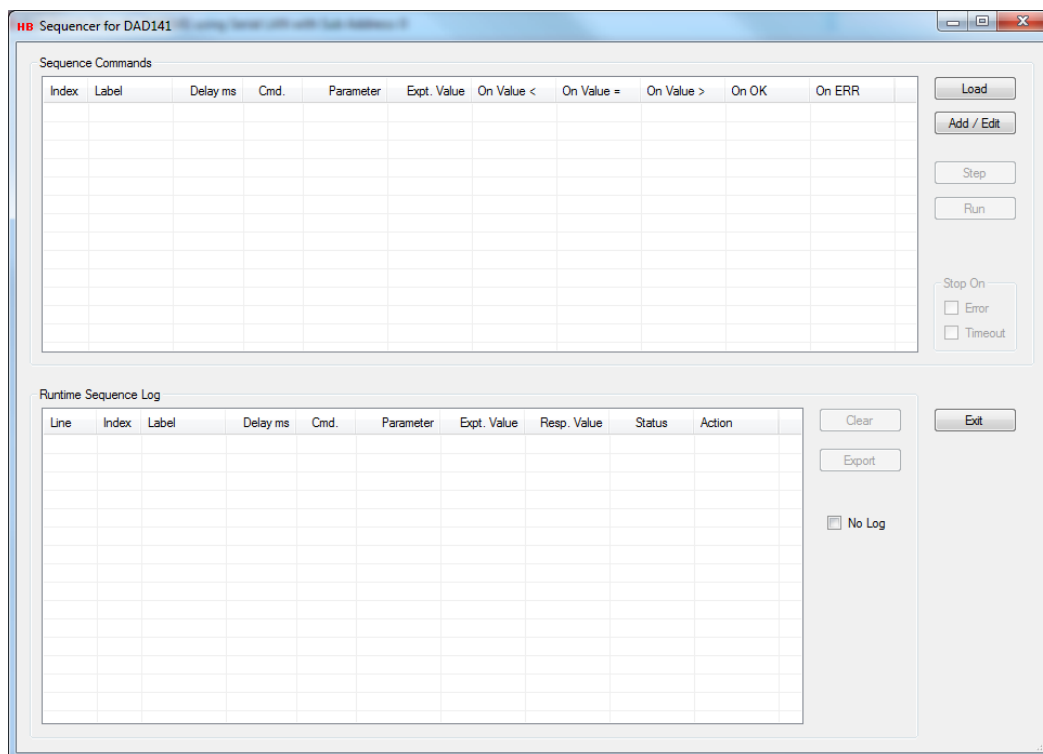 HB Sequencer for DAD141
Sequence Commands
Index Label Delay ms Cmd. Parameter Expt. Value On Value < On Value = On Value > On OK On ERR
Load
Add / Edit
Step
Run
Stop On
Error
Timeout
Runtime Sequence Log
Line Index Label Delay ms Cmd. Parameter Expt. Value Resp. Value Status Action
Clear
Exit
Export
No Log